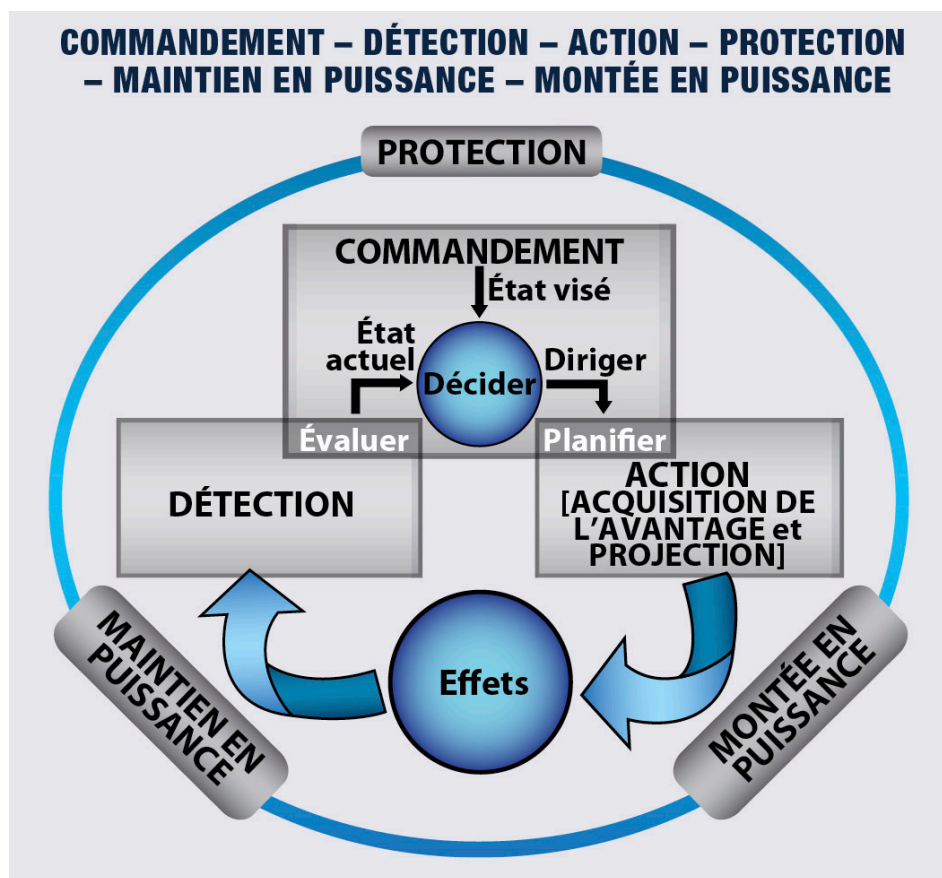 COMMANDEMENT – DÉTECTION – ACTION – PROTECTION
– MAINTIEN EN PUISSANCE – MONTÉE EN PUISSANCE
PROTECTION
COMMANDEMENT
État visé
État
actuel
Décider
Diriger
Évaluer
Planifier
DÉTECTION
ACTION
[ACQUISITION DE
L’AVANTAGE et
PROJECTION]
Effets
MAINTIEN EN
PUISSANCE
MONTÉE EN
PUISSANCE